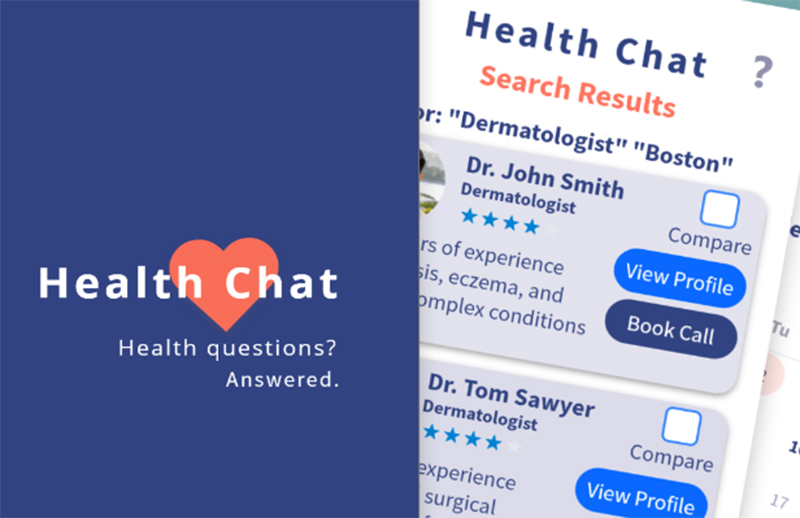 Health Chat
Health questions?
Answered.
Health Chat
?
Search Results
or: "Dermatologist" "Boston"
Dr. John Smith
Dermatologist
Compare
rs of experience
sis, eczema, and
omplex conditions
View Profile
Book Call
Dr. Tom Sawyer
Dermatologist
Compare
experience
surgical
View Profile
Tu
17